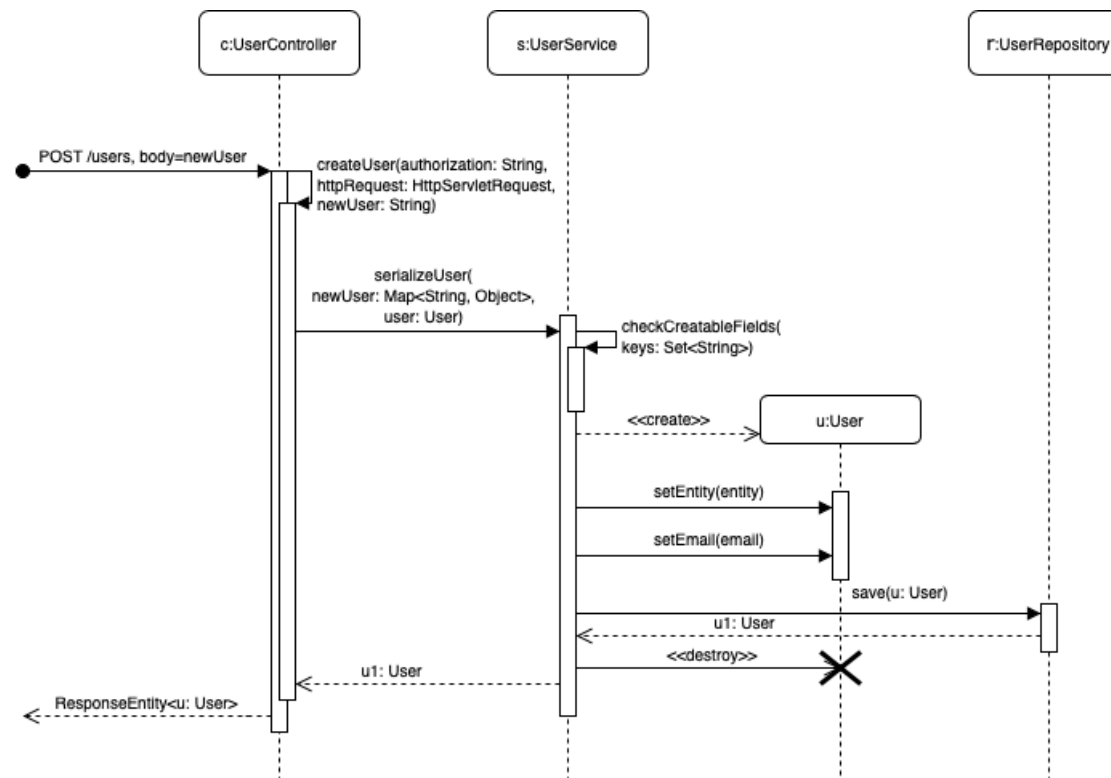 c:UserController
s:UserService
r:UserRepository
POST /users, body=newUser
createUser(authorization: String,
httpRequest: HttpServletRequest,
newUser: String)
serializeUser(
newUser: Map<String, Object>,
user: User)
checkCreatableFields(
keys: Set<String>)
<<create>>
u:User
setEntity(entity)
setEmail(email)
save(u: User)
u1: User
<<destroy>>
u1: User
ResponseEntity<u: User>